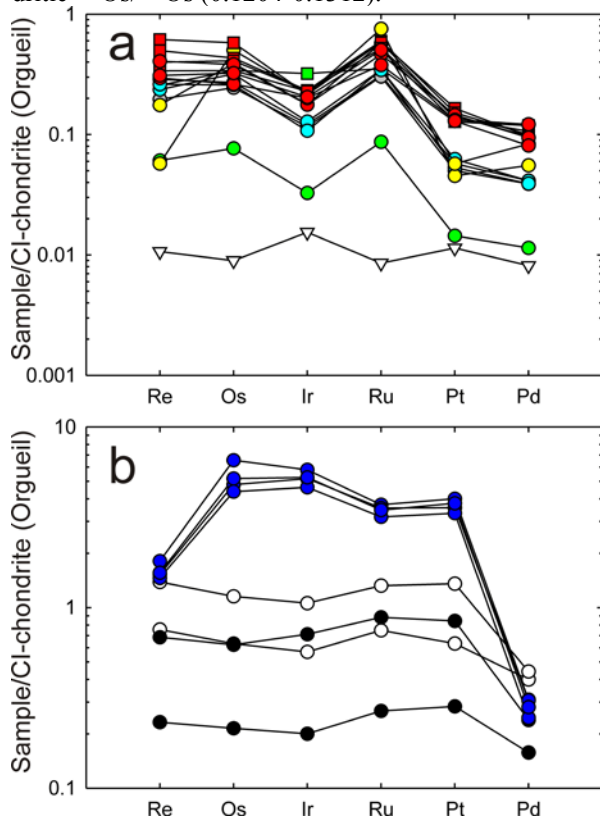 a
Sample/CI-chondrite (Orgueil)
1
0.1
0.01
0.001
Re Os Ir Ru Pt Pd
b
Sample/CI-chondrite (Orgueil)
10
1
0.1
Re Os Ir Ru Pt Pd